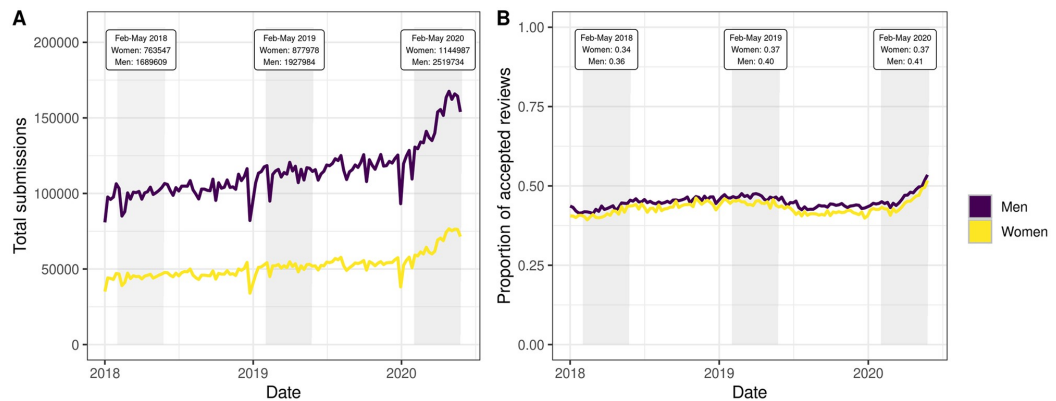 A
Feb-May 2018
Women: 763547
Men: 1689609
Feb-May 2019
Women: 877978
Men: 1927984
Feb-May 2020
Women: 1144987
Men: 2519734
200000
150000
100000
50000
0
Total submissions
2018
2019
2020
Date
B
Feb-May 2018
Women: 0.34
Men: 0.36
Feb-May 2019
Women: 0.37
Men: 0.40
Feb-May 2020
Women: 0.37
Men: 0.41
1.00
0.75
0.50
0.25
0.00
Proportion of accepted reviews
2018
2019
2020
Date
Men
Women